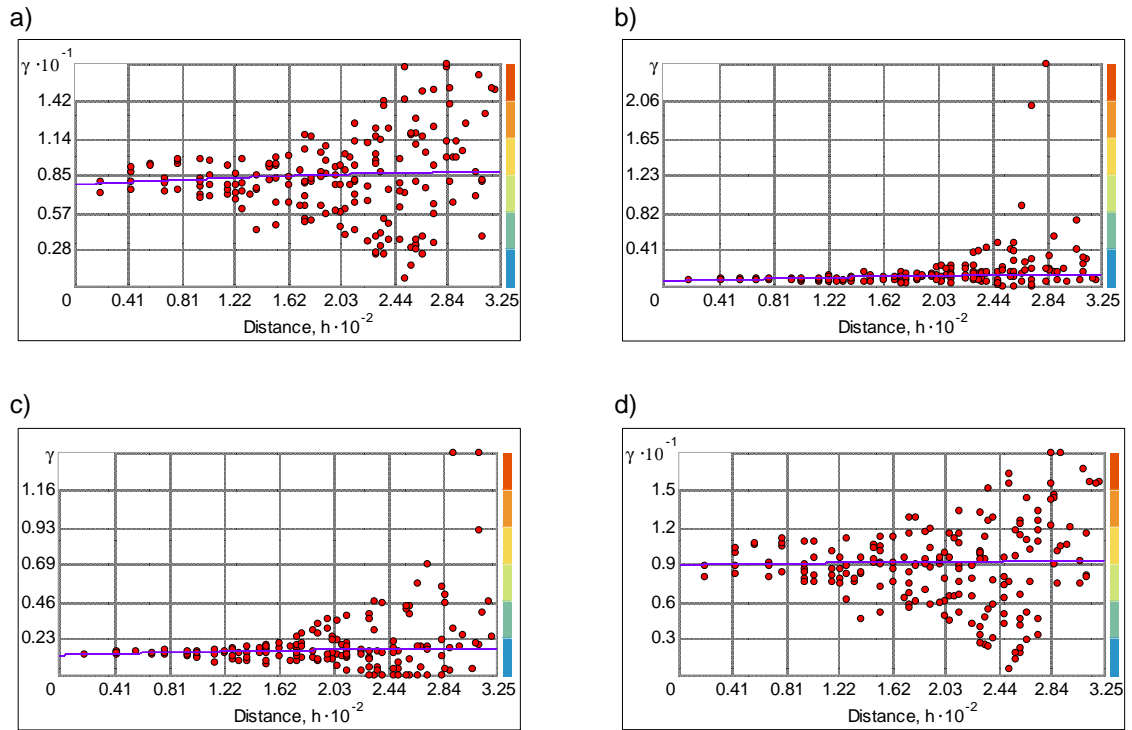 a)
γ · 10⁻¹
1.42
1.14
0.85
0.57
0.28
0 0.41 0.81 1.22 1.62 2.03 2.44 2.84 3.25
Distance, h · 10⁻²
b)
γ
2.06
1.65
1.23
0.82
0.41
0 0.41 0.81 1.22 1.62 2.03 2.44 2.84 3.25
Distance, h · 10⁻²
c)
γ
1.16
0.93
0.69
0.46
0.23
0 0.41 0.81 1.22 1.62 2.03 2.44 2.84 3.25
Distance, h · 10⁻²
d)
γ · 10⁻¹
1.5
1.2
0.9
0.6
0.3
0 0.41 0.81 1.22 1.62 2.03 2.44 2.84 3.25
Distance, h · 10⁻²